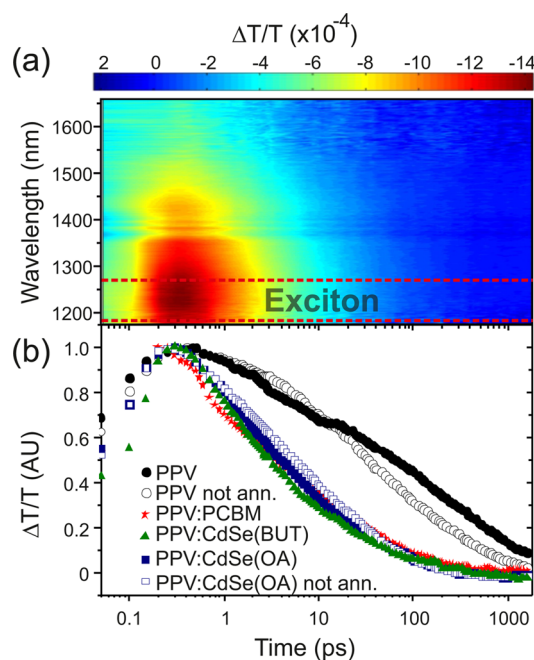 ΔT/T (x10⁻⁴)
(a)
2 0 -2 -4 -6 -8 -10 -12 -14
Wavelength (nm)
1600
1500
1400
1300
1200
Exciton
(b)
ΔT/T (AU)
1.0
0.8
0.6
0.4
0.2
0
PPV
PPV not ann.
PPV:PCBM
PPV:CdSe(BUT)
PPV:CdSe(OA)
PPV:CdSe(OA) not ann.
0.1 1 10 100 1000
Time (ps)